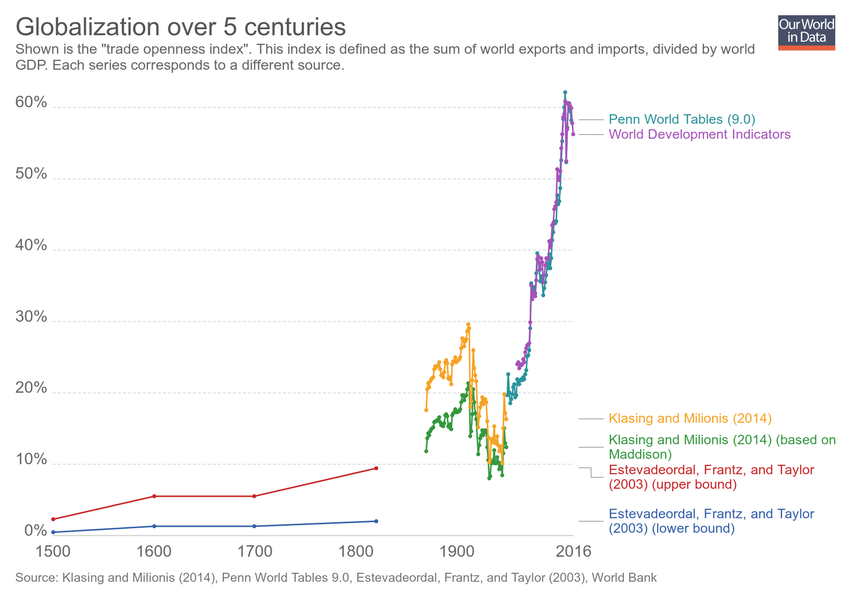 Globalization over 5 centuries
Our World
in Data
Shown is the "trade openness index". This index is defined as the sum of world exports and imports, divided by world
GDP. Each series corresponds to a different source.
60%
50%
40%
30%
20%
10%
0%
1500
1600
1700
1800
1900
2016
Penn World Tables (9.0)
World Development Indicators
Klasing and Milionis (2014)
Klasing and Milionis (2014) (based on
Maddison)
Estevadeordal, Frantz, and Taylor
(2003) (upper bound)
Estevadeordal, Frantz, and Taylor
(2003) (lower bound)
Source: Klasing and Milionis (2014), Penn World Tables 9.0, Estevadeordal, Frantz, and Taylor (2003), World Bank